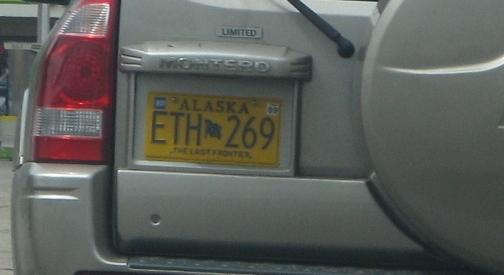 LIMITED
MONTERO
ALASKA
09
ETH 269
THE LAST FRONTIER